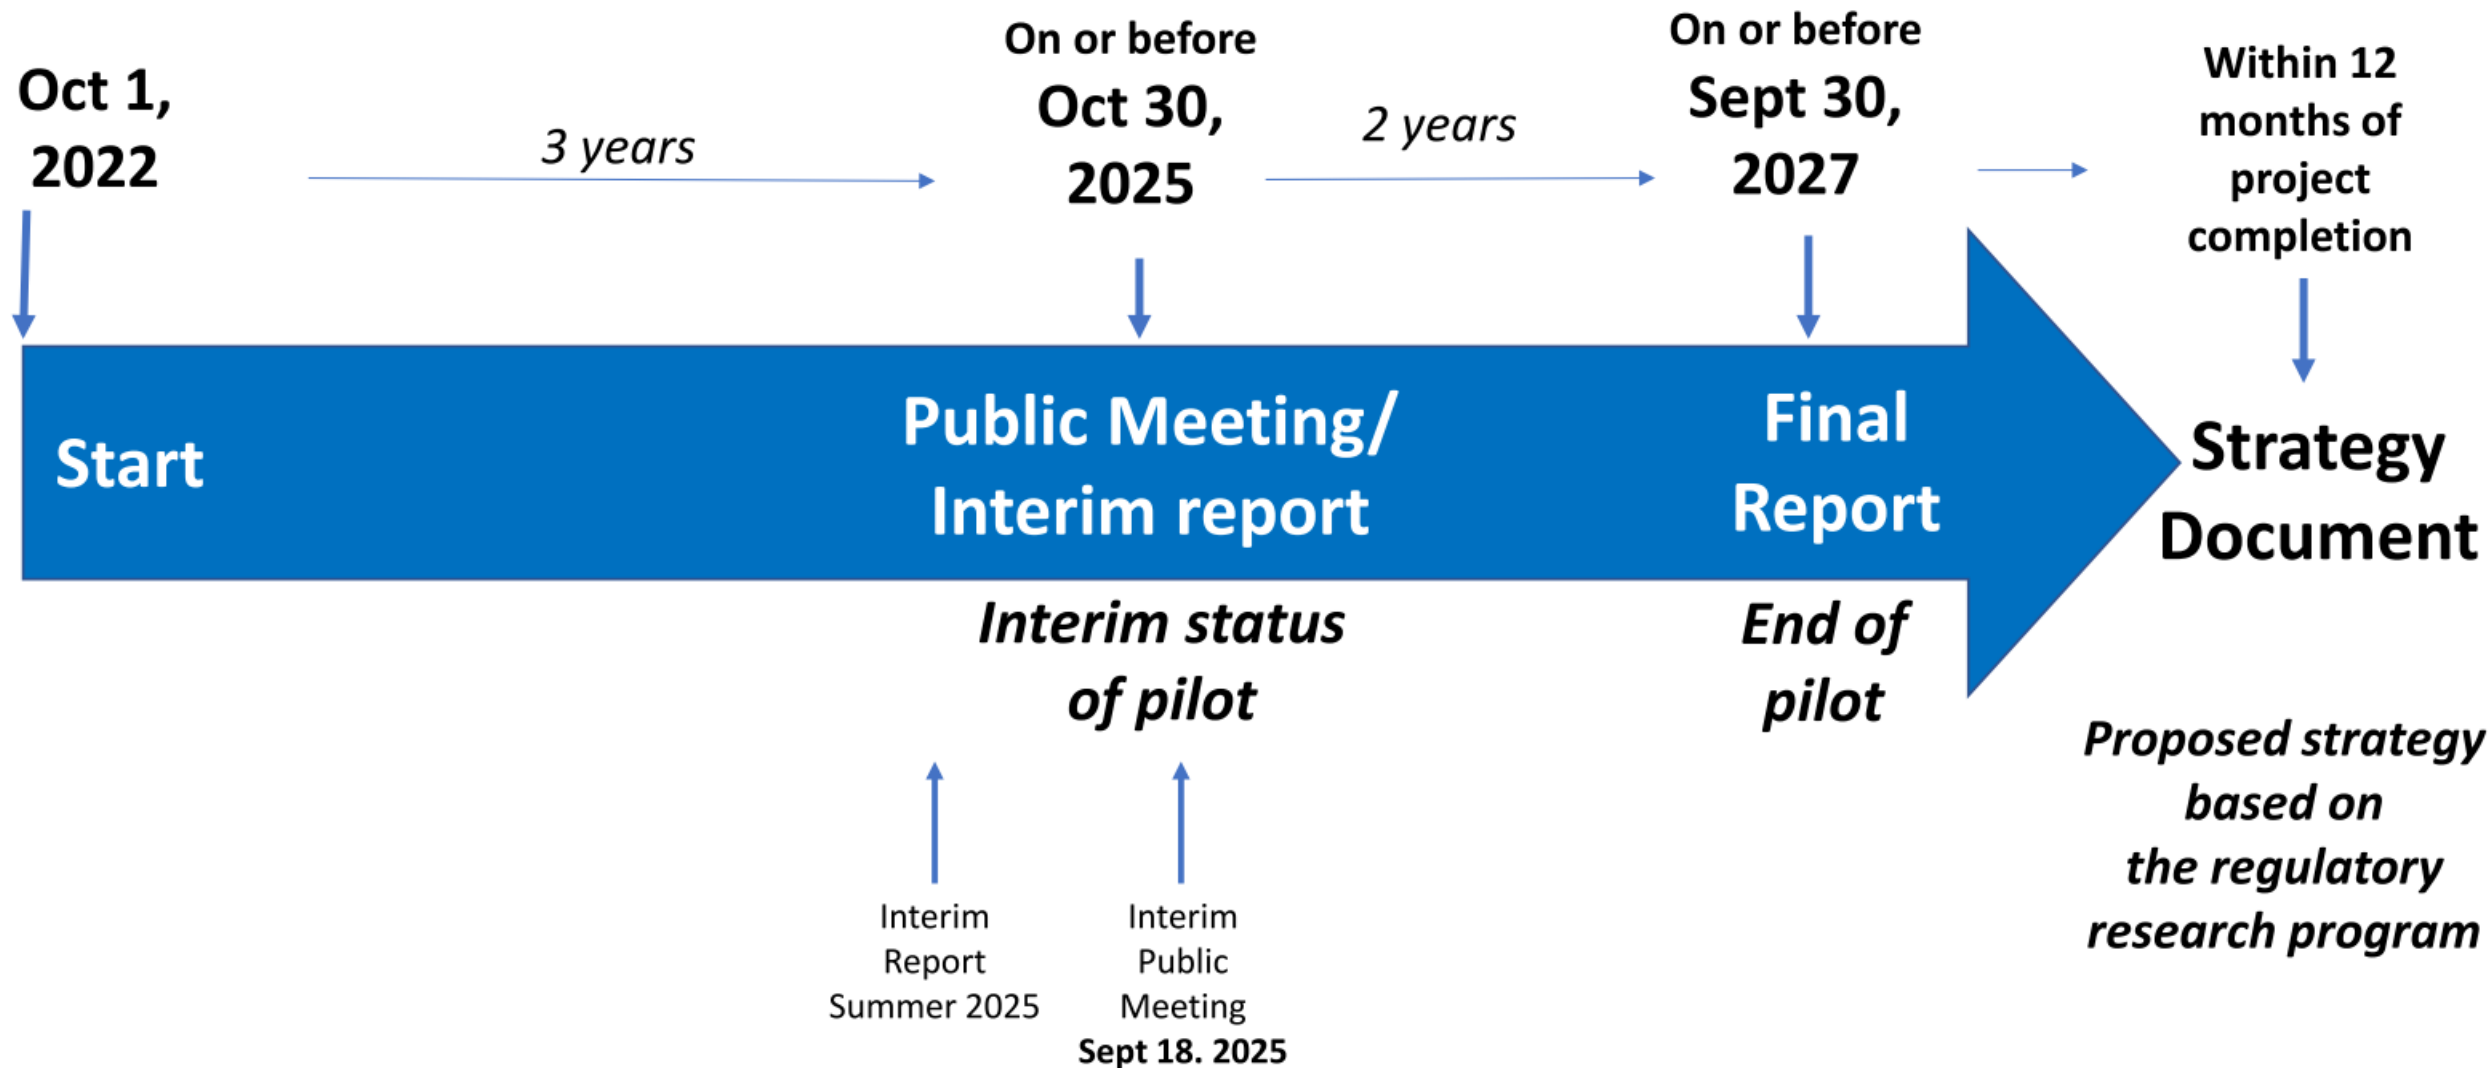 Oct 1,
2022
3 years
On or before
Oct 30,
2025
2 years
On or before
Sept 30,
2027
Within 12
months of
project
completion
Start
Public Meeting/
Interim report
Final
Report
Strategy
Document
Interim status
of pilot
End of
pilot
Proposed strategy
based on
the regulatory
research program
Interim
Report
Summer 2025
Interim
Public
Meeting
Sept 18. 2025